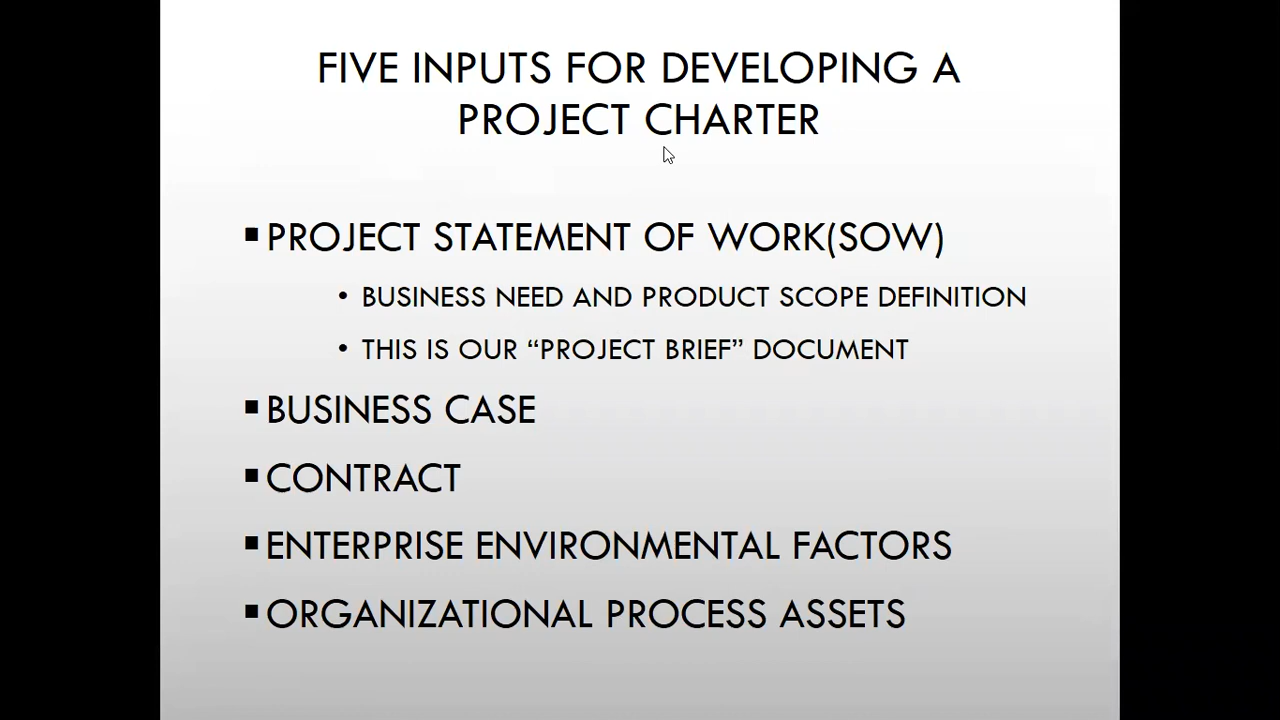 FIVE INPUTS FOR DEVELOPING A
PROJECT CHARTER
▪PROJECT STATEMENT OF WORK(SOW)
• BUSINESS NEED AND PRODUCT SCOPE DEFINITION
• THIS IS OUR “PROJECT BRIEF” DOCUMENT
▪BUSINESS CASE
▪CONTRACT
▪ENTERPRISE ENVIRONMENTAL FACTORS
▪ORGANIZATIONAL PROCESS ASSETS